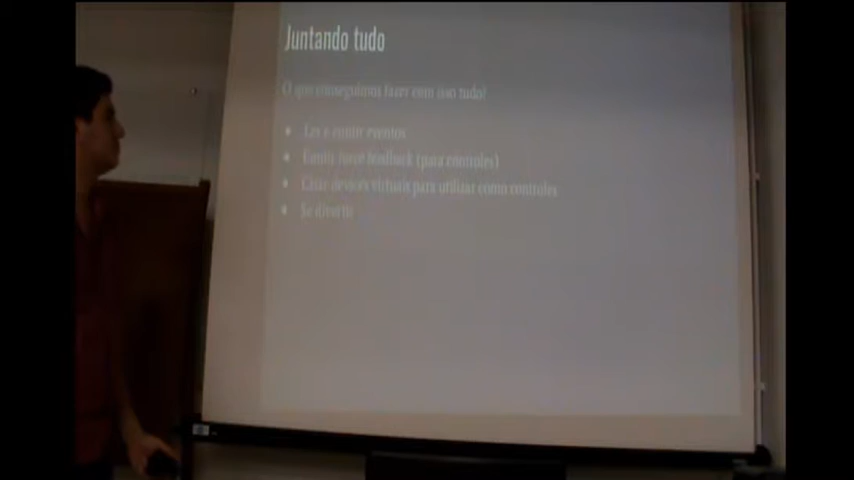 Juntando tudo
O que conseguimos fazer com isso tudo?
● Ler e emitir eventos
● Emitir force feedback (para controles)
● Criar devices virtuais para utilizar como controles
● Se divertir